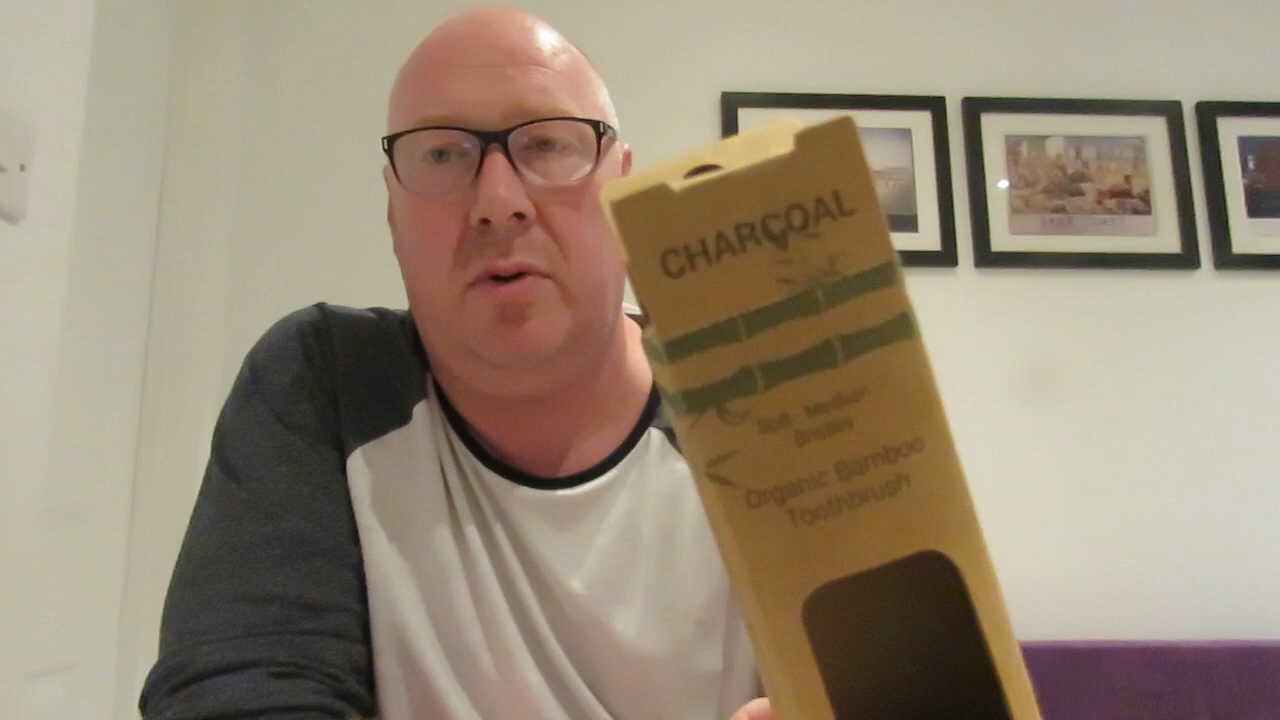 CHARCOAL
Soft - Medium
Bristles
Organic Bamboo
Toothbrush